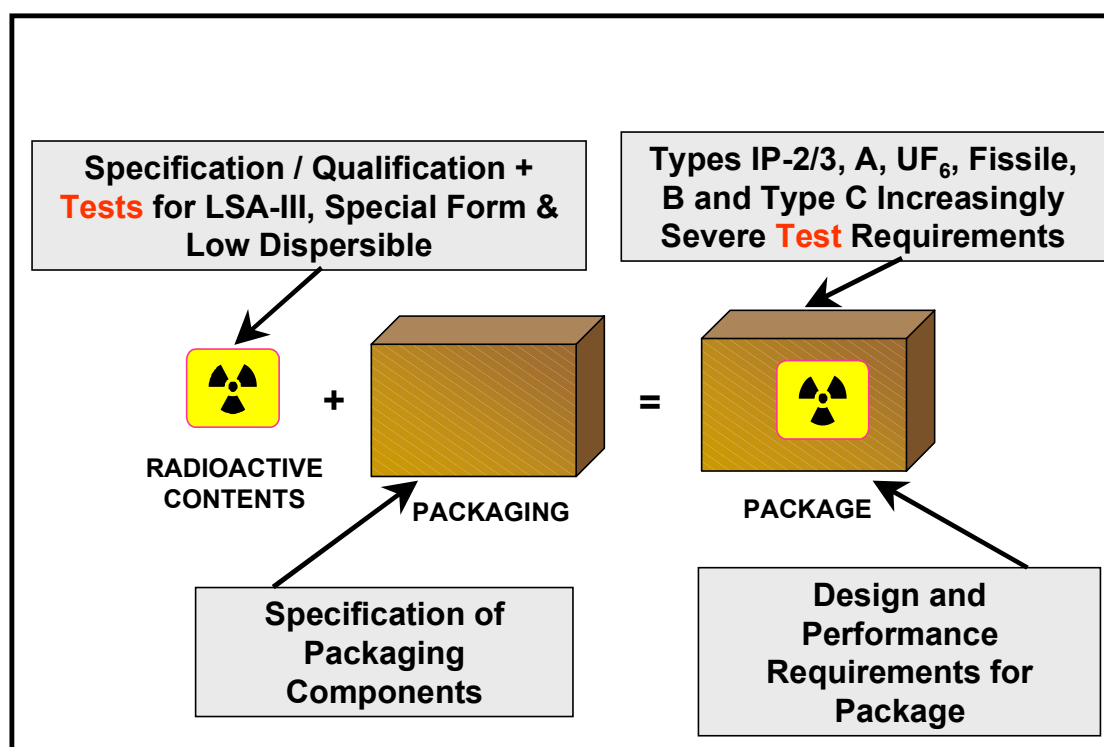 Specification / Qualification +
Tests for LSA-III, Special Form &
Low Dispersible
Types IP-2/3, A, UF₆, Fissile,
B and Type C Increasingly
Severe Test Requirements
+
=
RADIOACTIVE
CONTENTS
PACKAGING
PACKAGE
Specification of
Packaging
Components
Design and
Performance
Requirements for
Package